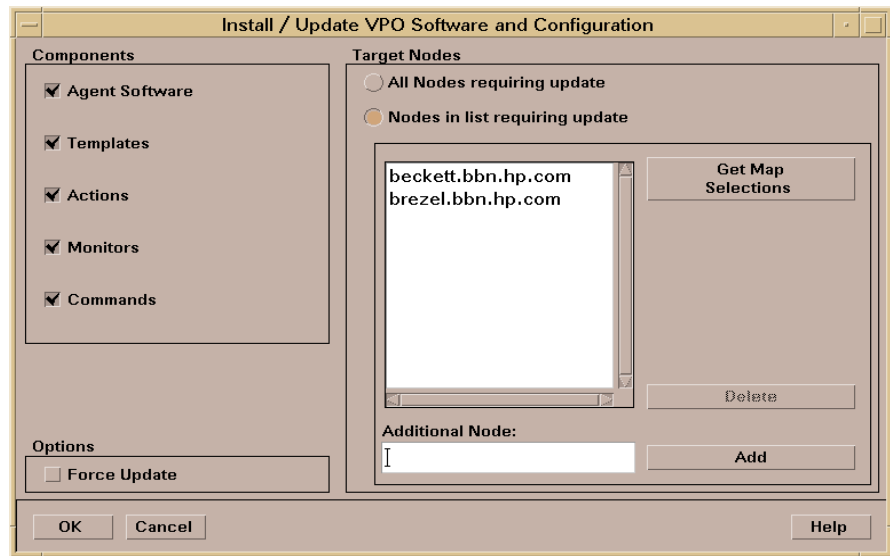 Install / Update VPO Software and Configuration
Components
Agent Software
Templates
Actions
Monitors
Commands
Options
Force Update
Target Nodes
All Nodes requiring update
Nodes in list requiring update
beckett.bbn.hp.com
brezel.bbn.hp.com
Get Map
Selections
Delete
Additional Node:
Add
OK
Cancel
Help